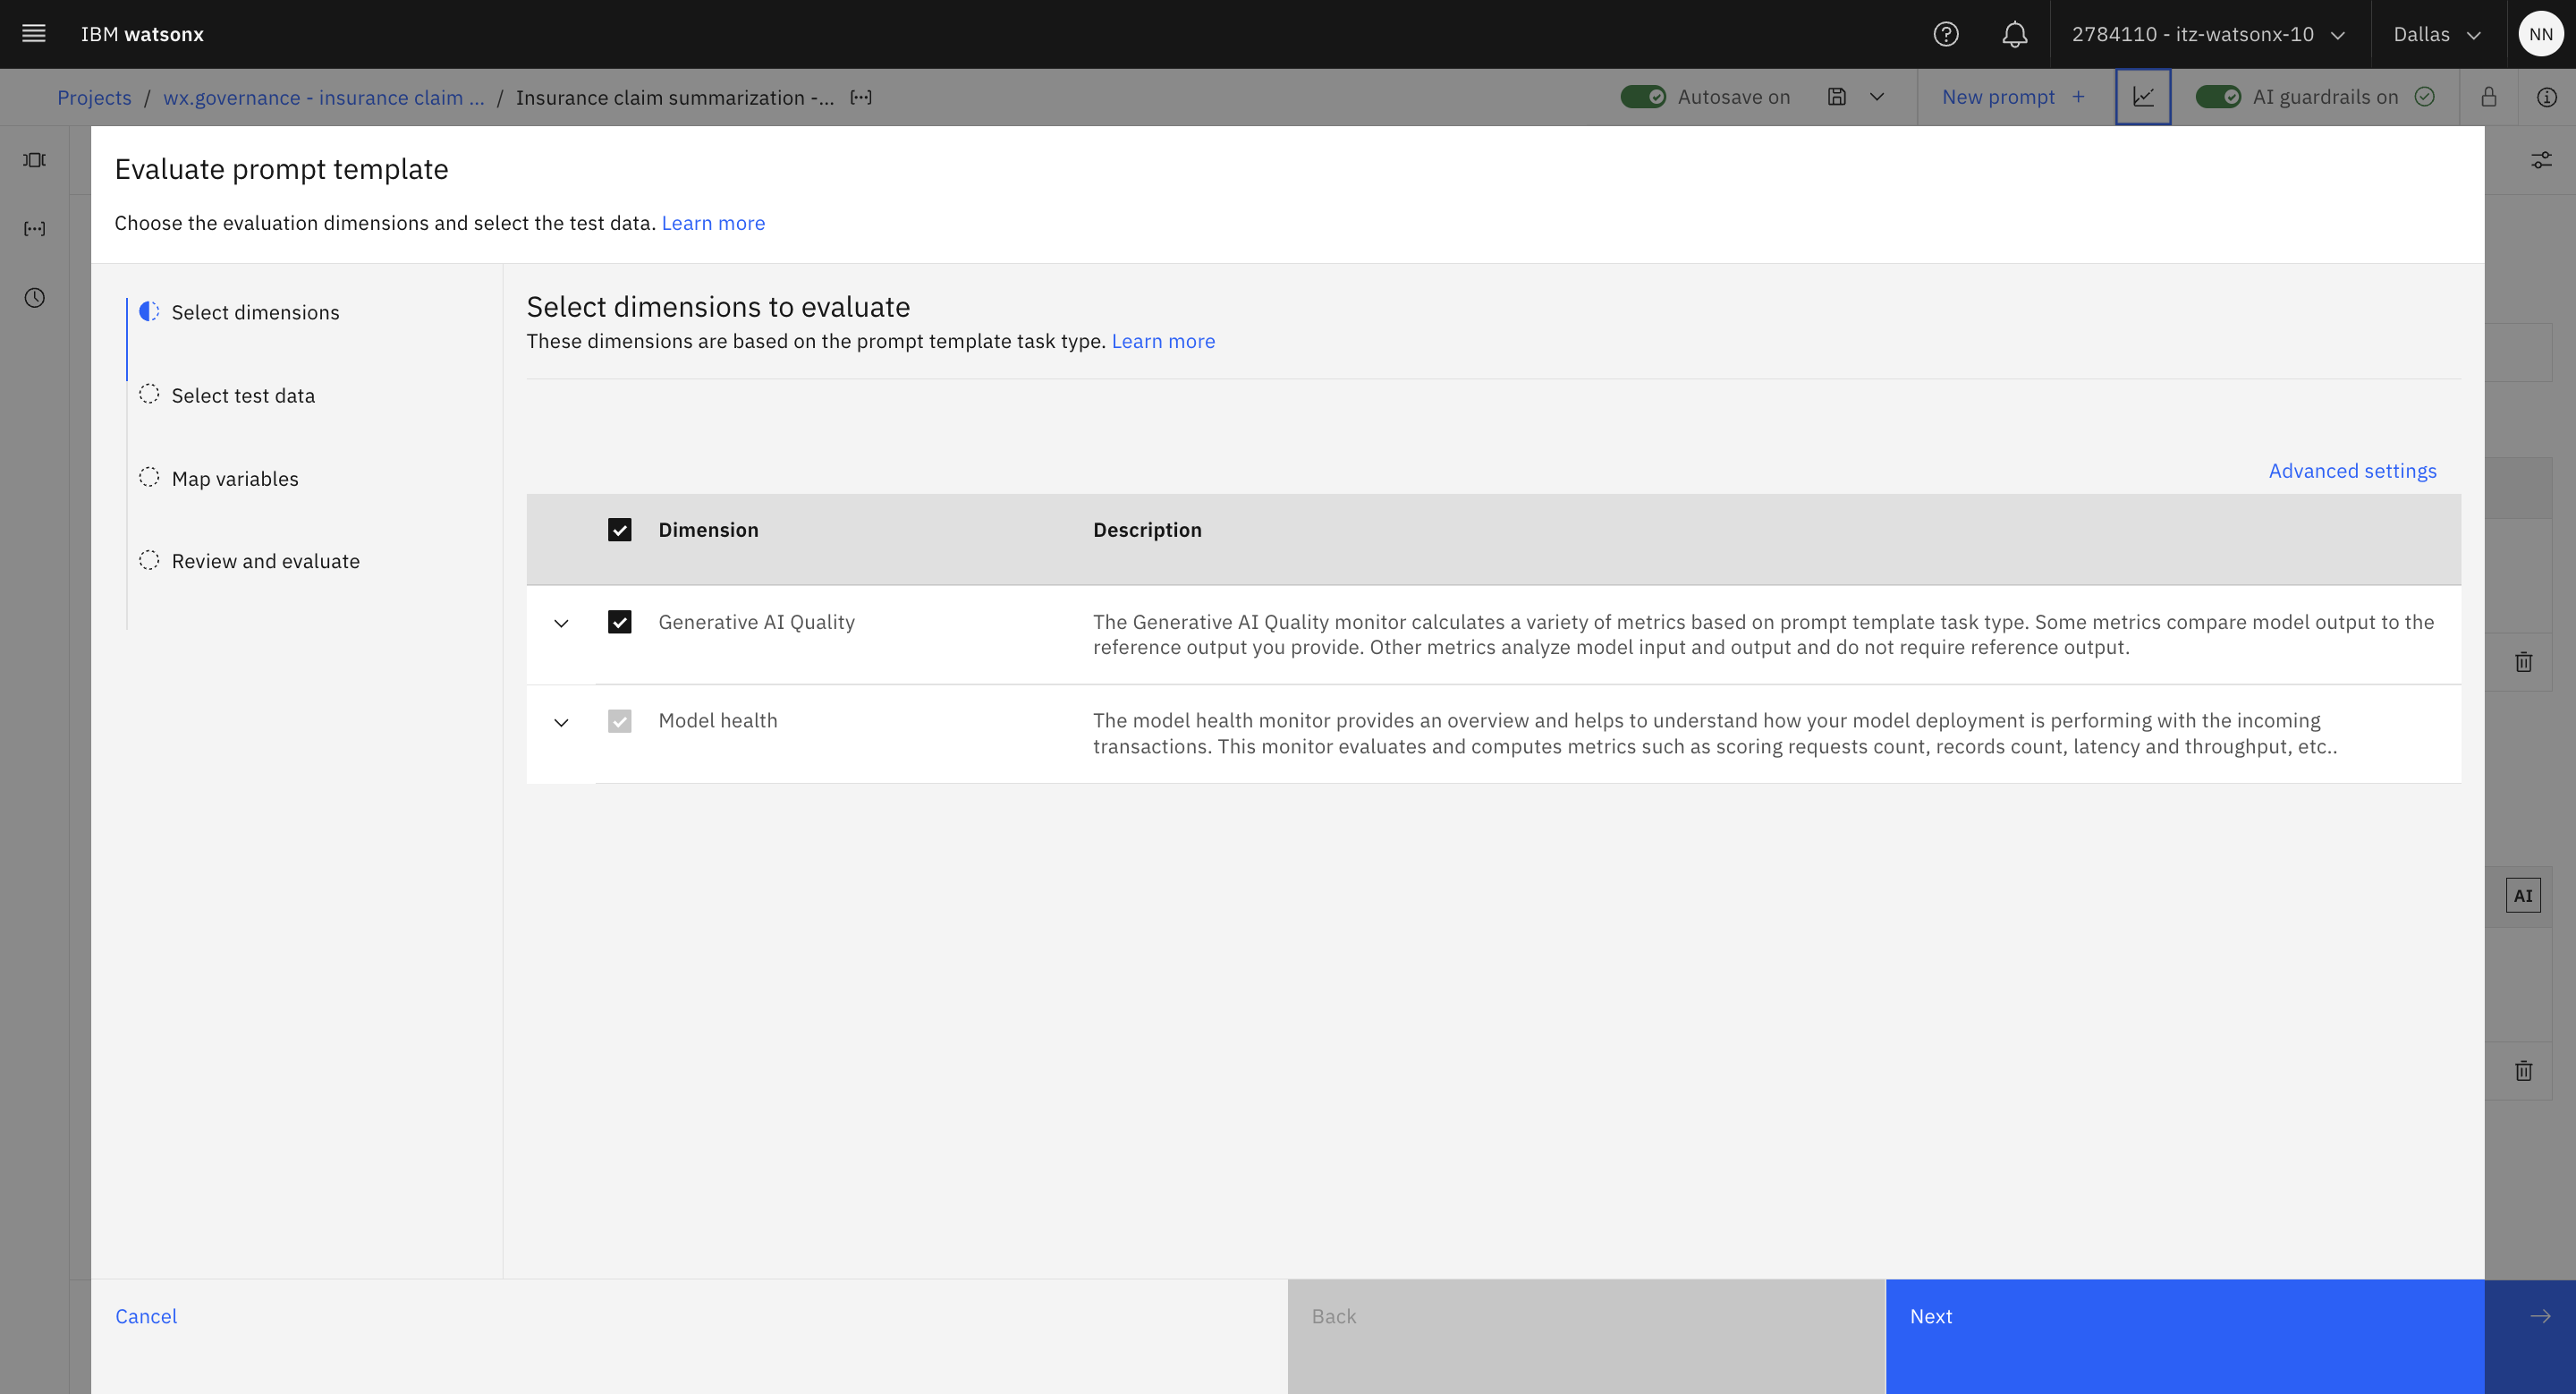 IBM watsonx
2784110 - itz-watsonx-10
Dallas
NN
Projects / wx.governance - insurance claim ... / Insurance claim summarization -...
Autosave on
New prompt +
AI guardrails on
Evaluate prompt template
Choose the evaluation dimensions and select the test data. Learn more
Select dimensions
Select test data
Map variables
Review and evaluate
Select dimensions to evaluate
These dimensions are based on the prompt template task type. Learn more
Advanced settings
Dimension
Description
Generative AI Quality
The Generative AI Quality monitor calculates a variety of metrics based on prompt template task type. Some metrics compare model output to the
reference output you provide. Other metrics analyze model input and output and do not require reference output.
Model health
The model health monitor provides an overview and helps to understand how your model deployment is performing with the incoming
transactions. This monitor evaluates and computes metrics such as scoring requests count, records count, latency and throughput, etc..
AI
Cancel
Back
Next